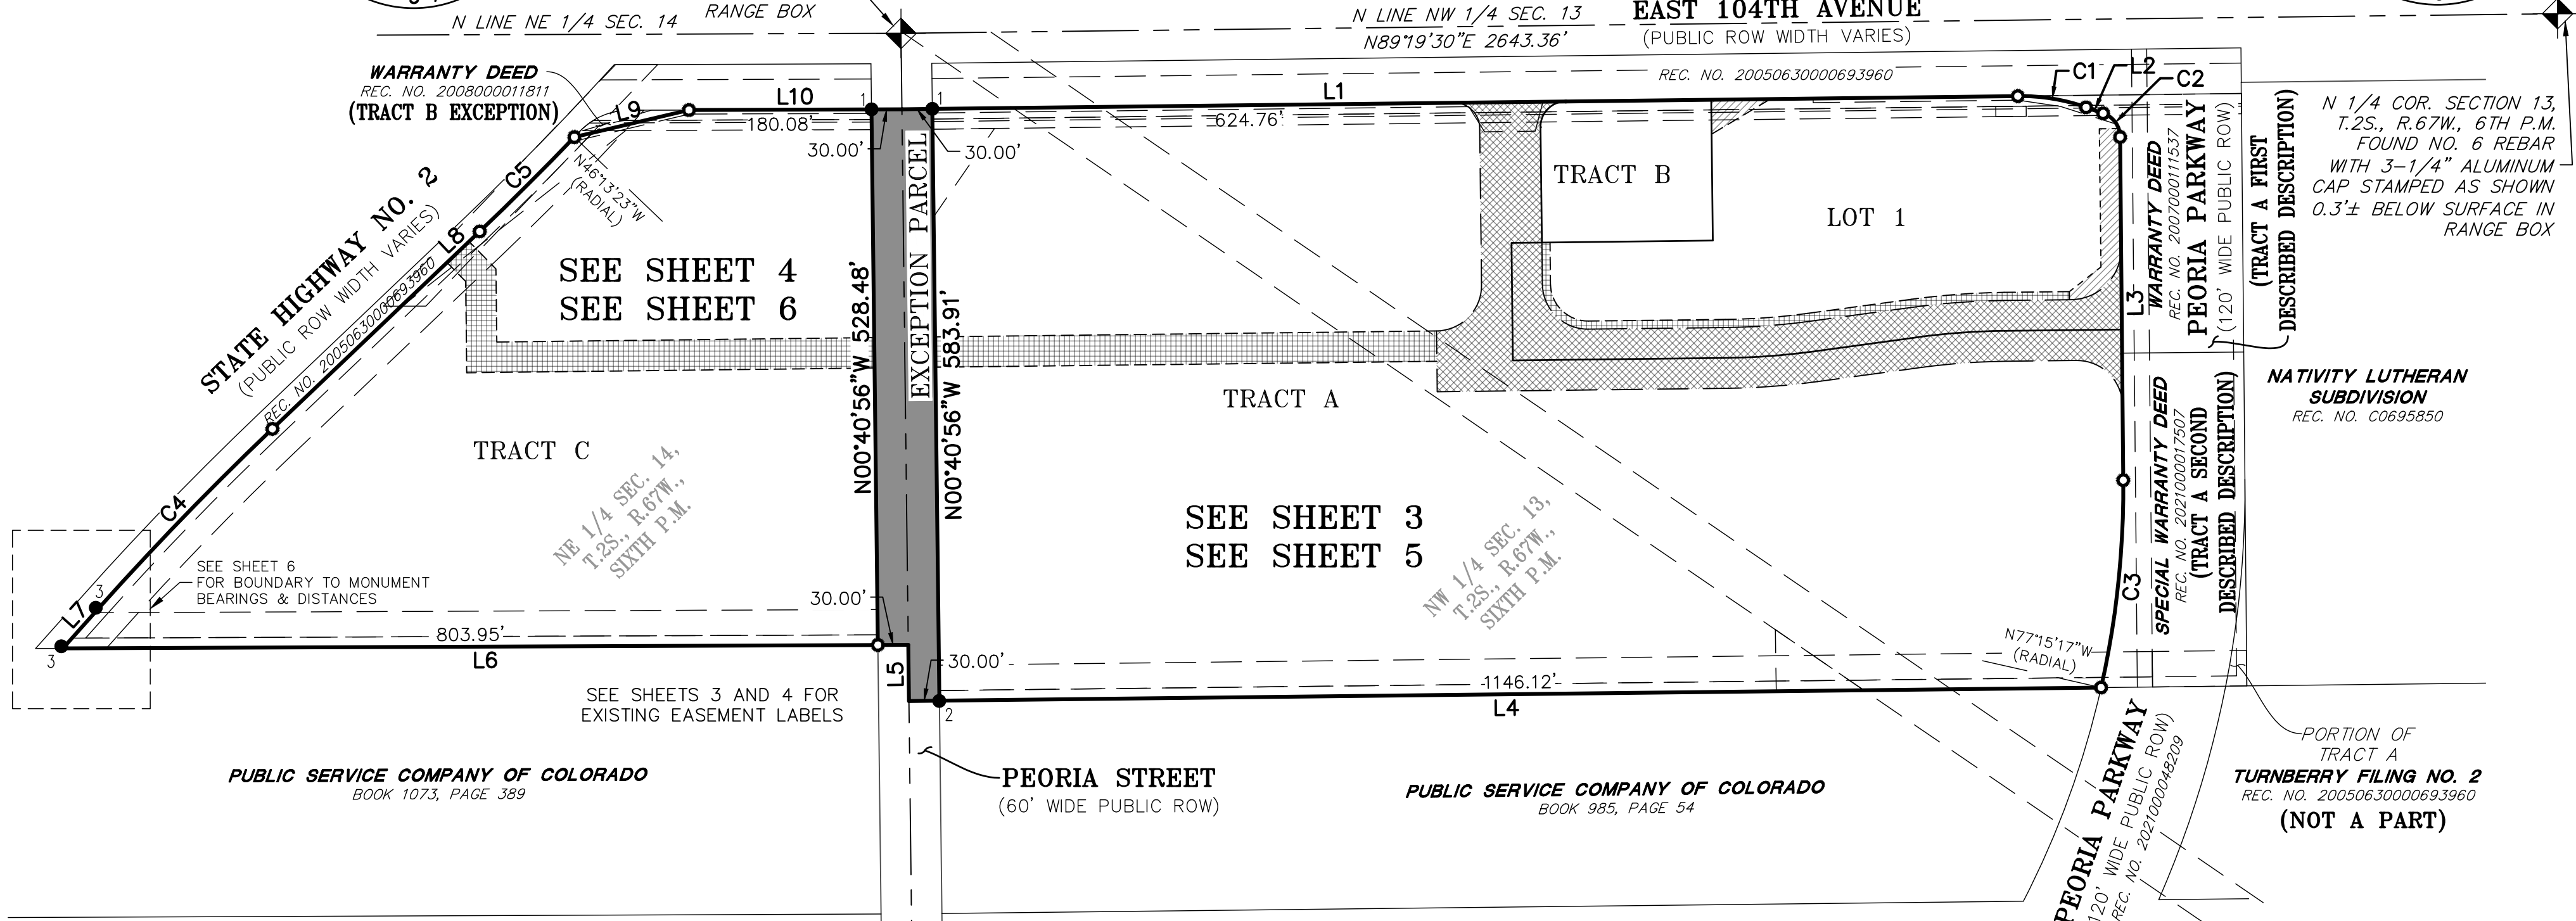 N LINE NE 1/4 SEC. 14
RANGE BOX
N LINE NW 1/4 SEC. 13
N89°19'30"E 2643.36'
EAST 104TH AVENUE
(PUBLIC ROW WIDTH VARIES)
WARRANTY DEED
REC. NO. 2008000011811
(TRACT B EXCEPTION)
REC. NO. 20050630000693960
C1
L2
C2
L9
L10
180.08'
1
1
L1
624.76'
30.00'
30.00'
N46°13'23"W
(RADIAL)
C5
STATE HIGHWAY NO. 2
(PUBLIC ROW WIDTH VARIES)
L8
REC. NO. 20050630000693960
SEE SHEET 4
SEE SHEET 6
N00°40'56"W 528.48'
EXCEPTION PARCEL
N00°40'56"W 583.91'
TRACT B
LOT 1
WARRANTY DEED
REC. NO. 2007000111537
PEORIA PARKWAY
(120' WIDE PUBLIC ROW)
(TRACT A FIRST
DESCRIBED DESCRIPTION)
N 1/4 COR. SECTION 13,
T.2S., R.67W., 6TH P.M.
FOUND NO. 6 REBAR
WITH 3-1/4" ALUMINUM
CAP STAMPED AS SHOWN
0.3'± BELOW SURFACE IN
RANGE BOX
L3
NATIVITY LUTHERAN
SUBDIVISION
REC. NO. C0695850
TRACT A
TRACT C
NE 1/4 SEC. 14,
T.2S., R.67W.,
SIXTH P.M.
SEE SHEET 3
SEE SHEET 5
NW 1/4 SEC. 13,
T.2S., R.67W.,
SIXTH P.M.
SPECIAL WARRANTY DEED
REC. NO. 2021000017507
(TRACT A SECOND
DESCRIBED DESCRIPTION)
C3
C4
SEE SHEET 6
FOR BOUNDARY TO MONUMENT
BEARINGS & DISTANCES
L7
3
3
803.95'
L6
30.00'
L5
30.00'
2
N77°15'17"W
(RADIAL)
1146.12'
L4
SEE SHEETS 3 AND 4 FOR
EXISTING EASEMENT LABELS
PUBLIC SERVICE COMPANY OF COLORADO
BOOK 1073, PAGE 389
PEORIA STREET
(60' WIDE PUBLIC ROW)
PUBLIC SERVICE COMPANY OF COLORADO
BOOK 985, PAGE 54
PEORIA PARKWAY
120' WIDE PUBLIC ROW)
REC. NO. 2021000048209
PORTION OF
TRACT A
TURNBERRY FILING NO. 2
REC. NO. 20050630000693960
(NOT A PART)